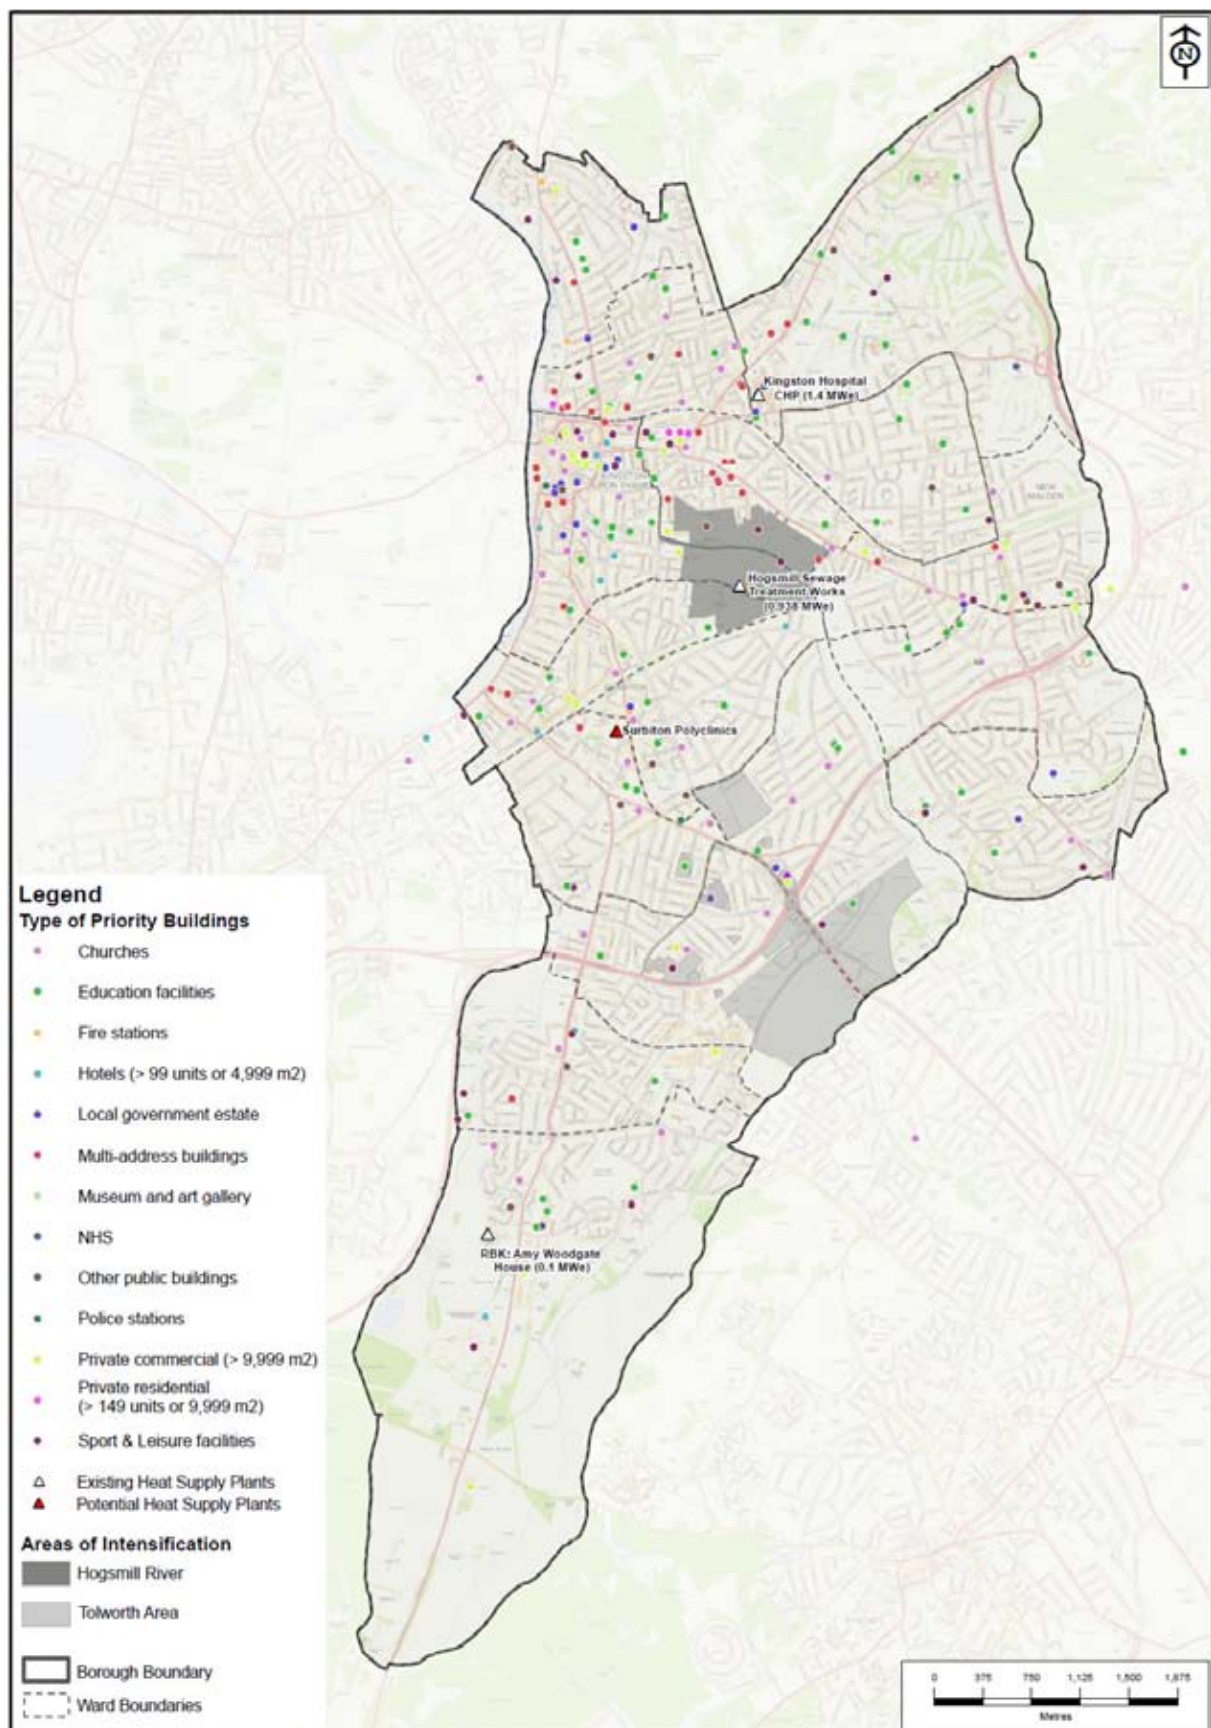 N
Kingston Hospital
CHP (1.4 MWe)
KINGSTON
UPON THAMES
NEW
MALDEN
Hogsmill Sewage
Treatment Works
(0.938 MWe)
Surbiton Polyclinics
RBK: Amy Woodgate
House (0.1 MWe)
Legend
Type of Priority Buildings
Churches
Education facilities
Fire stations
Hotels (> 99 units or 4,999 m2)
Local government estate
Multi-address buildings
Museum and art gallery
NHS
Other public buildings
Police stations
Private commercial (> 9,999 m2)
Private residential
(> 149 units or 9,999 m2)
Sport & Leisure facilities
Existing Heat Supply Plants
Potential Heat Supply Plants
Areas of Intensification
Hogsmill River
Tolworth Area
Borough Boundary
Ward Boundaries
0 375 750 1,125 1,500 1,875
Metres